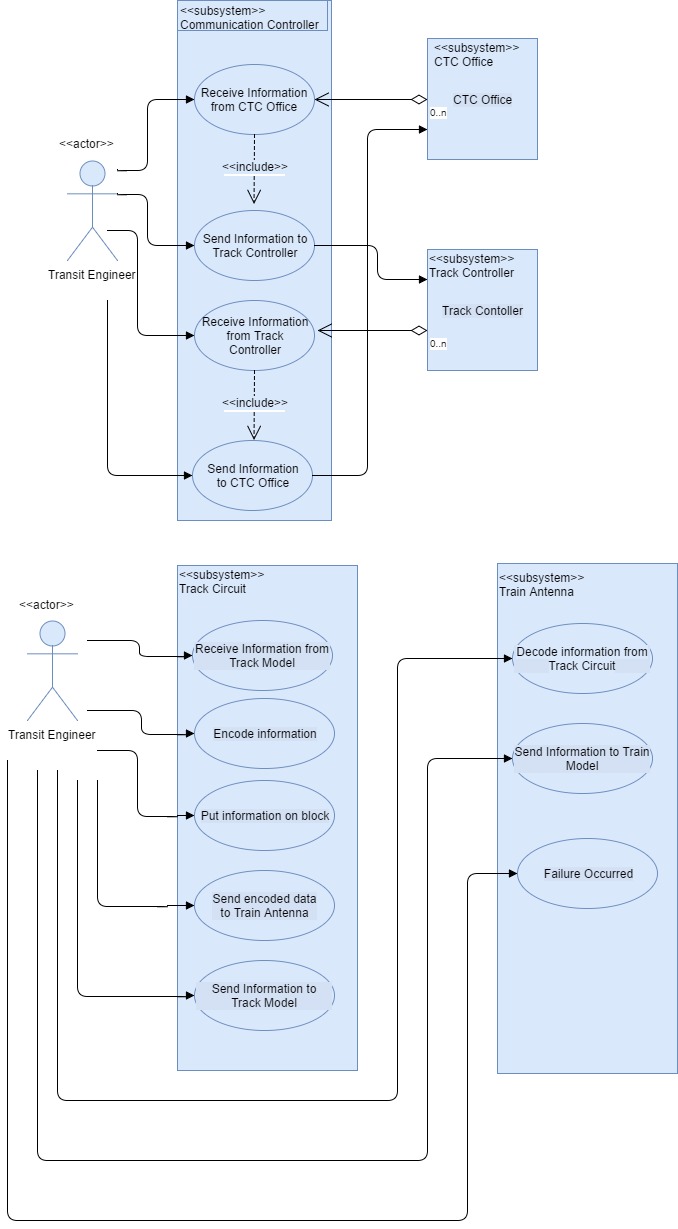 <<subsystem>>
Communication Controller
Receive Information
from CTC Office
<<include>>
Send Information to
Track Controller
Receive Information
from Track
Controller
<<include>>
Send Information
to CTC Office
<<actor>>
Transit Engineer
<<subsystem>>
CTC Office
CTC Office
0..n
<<subsystem>>
Track Controller
Track Contoller
0..n
<<actor>>
Transit Engineer
<<subsystem>>
Track Circuit
Receive Information from
Track Model
Encode information
Put information on block
Send encoded data
to Train Antenna
Send Information to
Track Model
<<subsystem>>
Train Antenna
Decode information from
Track Circuit
Send Information to Train
Model
Failure Occurred